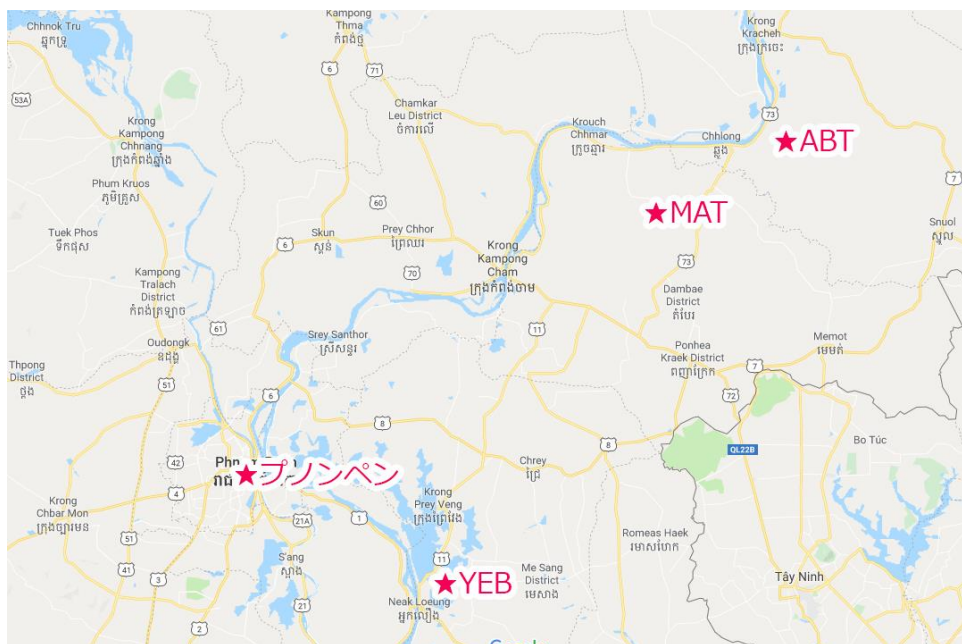 Chhnok Tru
ឆ្នុកទ្រូ
Kampong
Thma
កំពង់ថ្ម
Krong
Kracheh
ក្រុងក្រចេះ
6
71
53A
73
Chamkar
Leu District
ចំការលើ
Krouch
Chhmar
ក្រូចឆ្មារ
Chhlong
ឆ្លូង
★ABT
Krong
Kampong
Chhnang
ក្រុងកំពង់ឆ្នាំង
5
7
Phum Kruos
ភូមិគ្រួស
60
★MAT
Tuek Phos
ទឹកផុស
6
Skun
ស្គន់
Prey Chhor
ព្រៃឈរ
Snuol
ស្នួល
Krong
Kampong
Cham
ក្រុងកំពង់ចាម
73
70
Kampong
Tralach
District
កំពង់ត្រឡាច
Dambae
District
តំបែរ
61
11
Srey Santhor
ស្រីសន្ធរ
Memot
មេមត់
Oudongk
ឧដុង្គ
Ponhea
Kraek District
ពញាក្រែក
7
Thpong
District
ថ្ពង
51
6
72
8
QL22B
Bo Túc
8
42
★プノンペン
Chrey
ជ្រៃ
4
Krong
Chbar Mon
ក្រុងច្បារមន
Krong
Prey Veng
ក្រុងព្រៃវែង
1
21A
51
Romeas Haek
រមាសហែក
S'ang
ស្អាង
11
41
3
Me Sang
District
មេសាង
Tây Ninh
★YEB
21
Neak Loeung
អ្នកលឿង
2